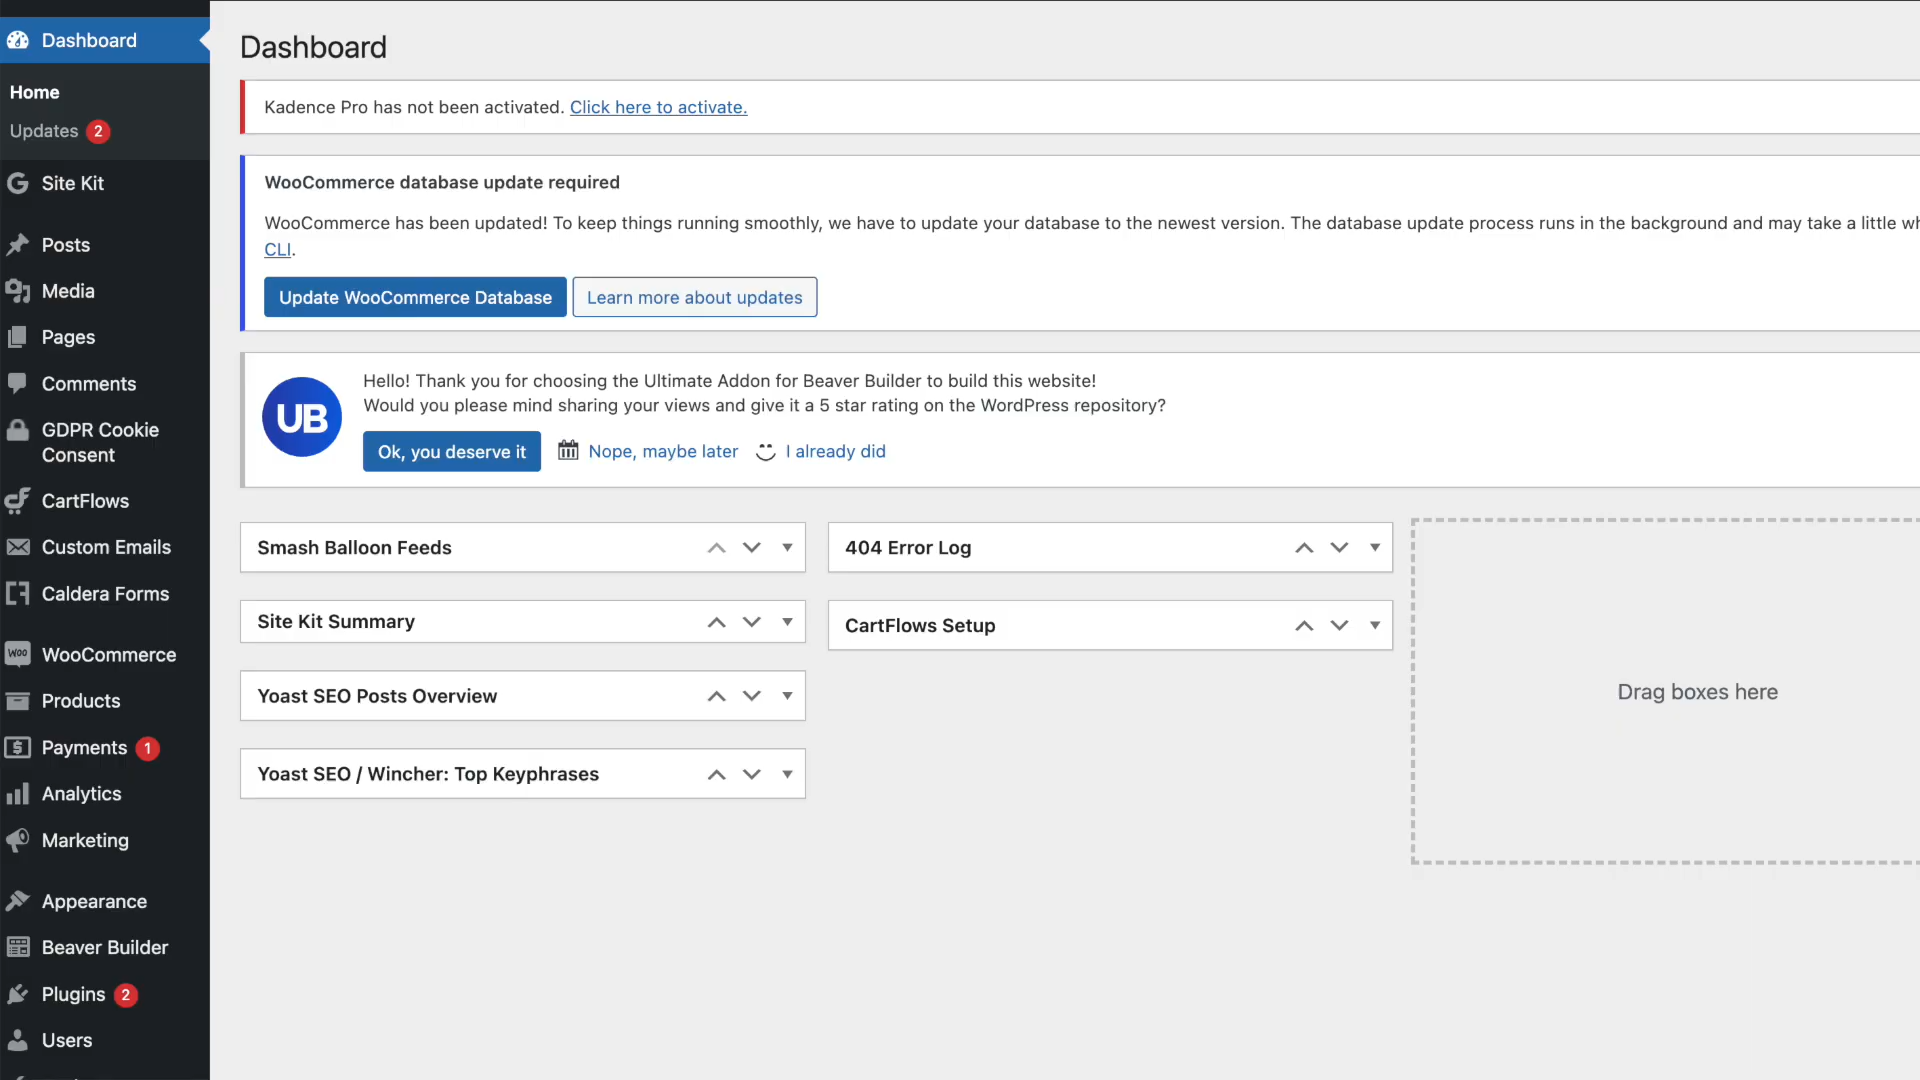 Dashboard
Home
Updates 2
Site Kit
Posts
Media
Pages
Comments
GDPR Cookie
Consent
CartFlows
Custom Emails
Caldera Forms
Woo WooCommerce
Products
Payments 1
Analytics
Marketing
Appearance
Beaver Builder
Plugins 2
Users
Dashboard
Kadence Pro has not been activated. Click here to activate.
WooCommerce database update required
WooCommerce has been updated! To keep things running smoothly, we have to update your database to the newest version. The database update process runs in the background and may take a little
CLI.
Update WooCommerce Database Learn more about updates
UB
Hello! Thank you for choosing the Ultimate Addon for Beaver Builder to build this website!
Would you please mind sharing your views and give it a 5 star rating on the WordPress repository?
Ok, you deserve it Nope, maybe later I already did
Smash Balloon Feeds
Site Kit Summary
Yoast SEO Posts Overview
Yoast SEO / Wincher: Top Keyphrases
404 Error Log
CartFlows Setup
Drag boxes here